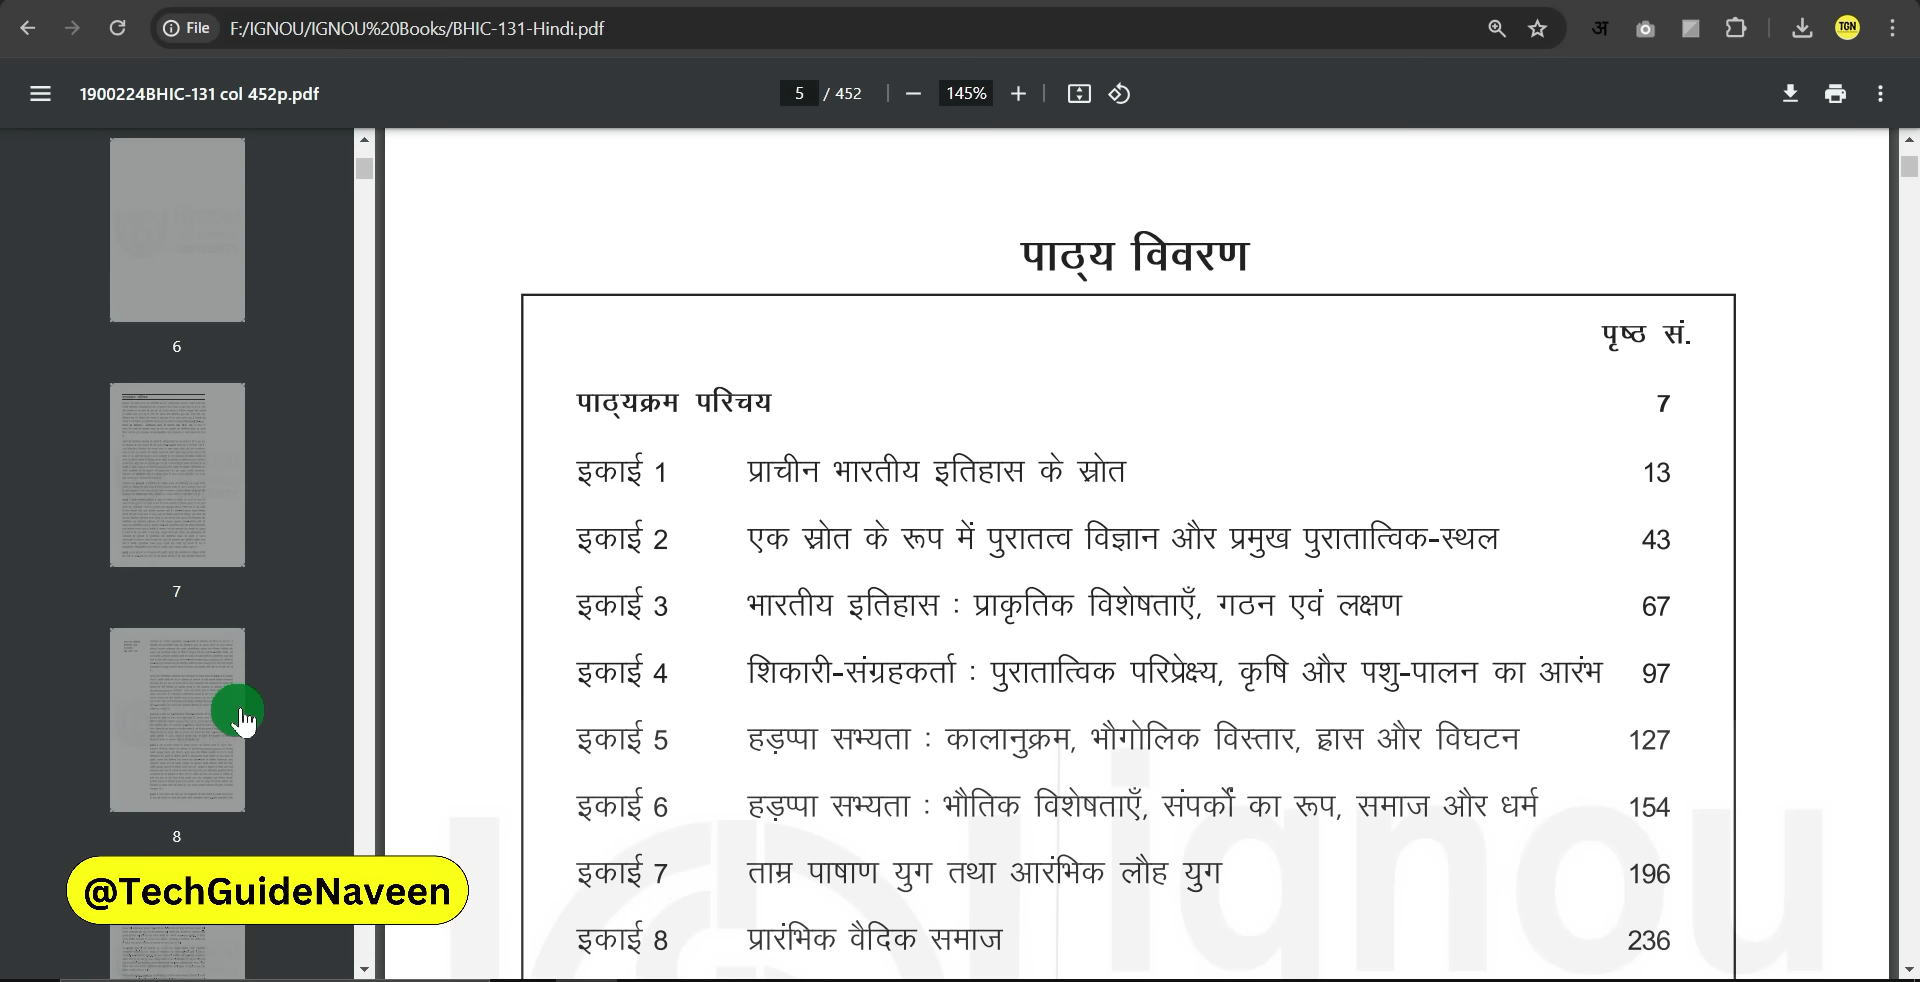 File F:/IGNOU/IGNOU%20Books/BHIC-131-Hindi.pdf
अ
TGN
1900224BHIC-131 col 452p.pdf
5 / 452
145%
6
7
8
@TechGuideNaveen
पाठ्य विवरण
पृष्ठ सं.
पाठ्यक्रम परिचय 7
इकाई 1 प्राचीन भारतीय इतिहास के स्रोत 13
इकाई 2 एक स्रोत के रूप में पुरातत्व विज्ञान और प्रमुख पुरातात्विक-स्थल 43
इकाई 3 भारतीय इतिहास : प्राकृतिक विशेषताएँ, गठन एवं लक्षण 67
इकाई 4 शिकारी-संग्रहकर्ता : पुरातात्विक परिप्रेक्ष्य, कृषि और पशु-पालन का आरंभ 97
इकाई 5 हड़प्पा सभ्यता : कालानुक्रम, भौगोलिक विस्तार, ह्रास और विघटन 127
इकाई 6 हड़प्पा सभ्यता : भौतिक विशेषताएँ, संपर्कों का रूप, समाज और धर्म 154
इकाई 7 ताम्र पाषाण युग तथा आरंभिक लौह युग 196
इकाई 8 प्रारंभिक वैदिक समाज 236
ignou